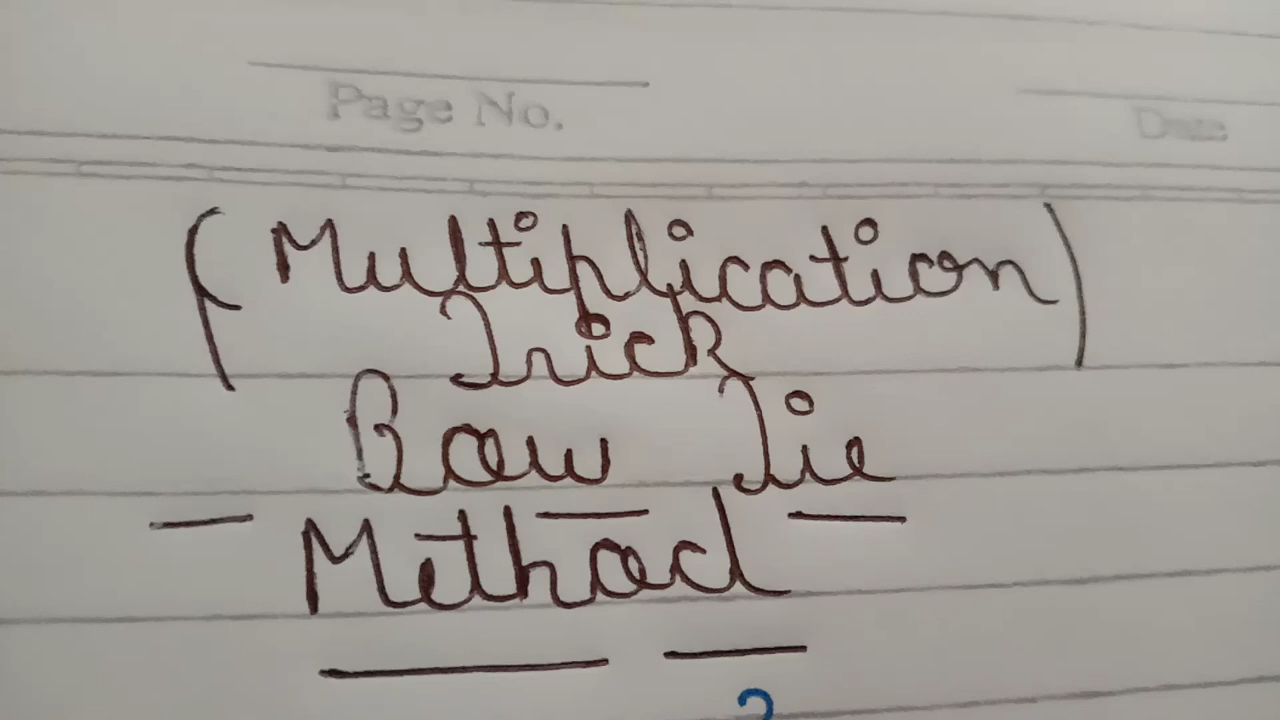 Page No.
Date
(Multiplication)
Trick
Bow Tie
Method